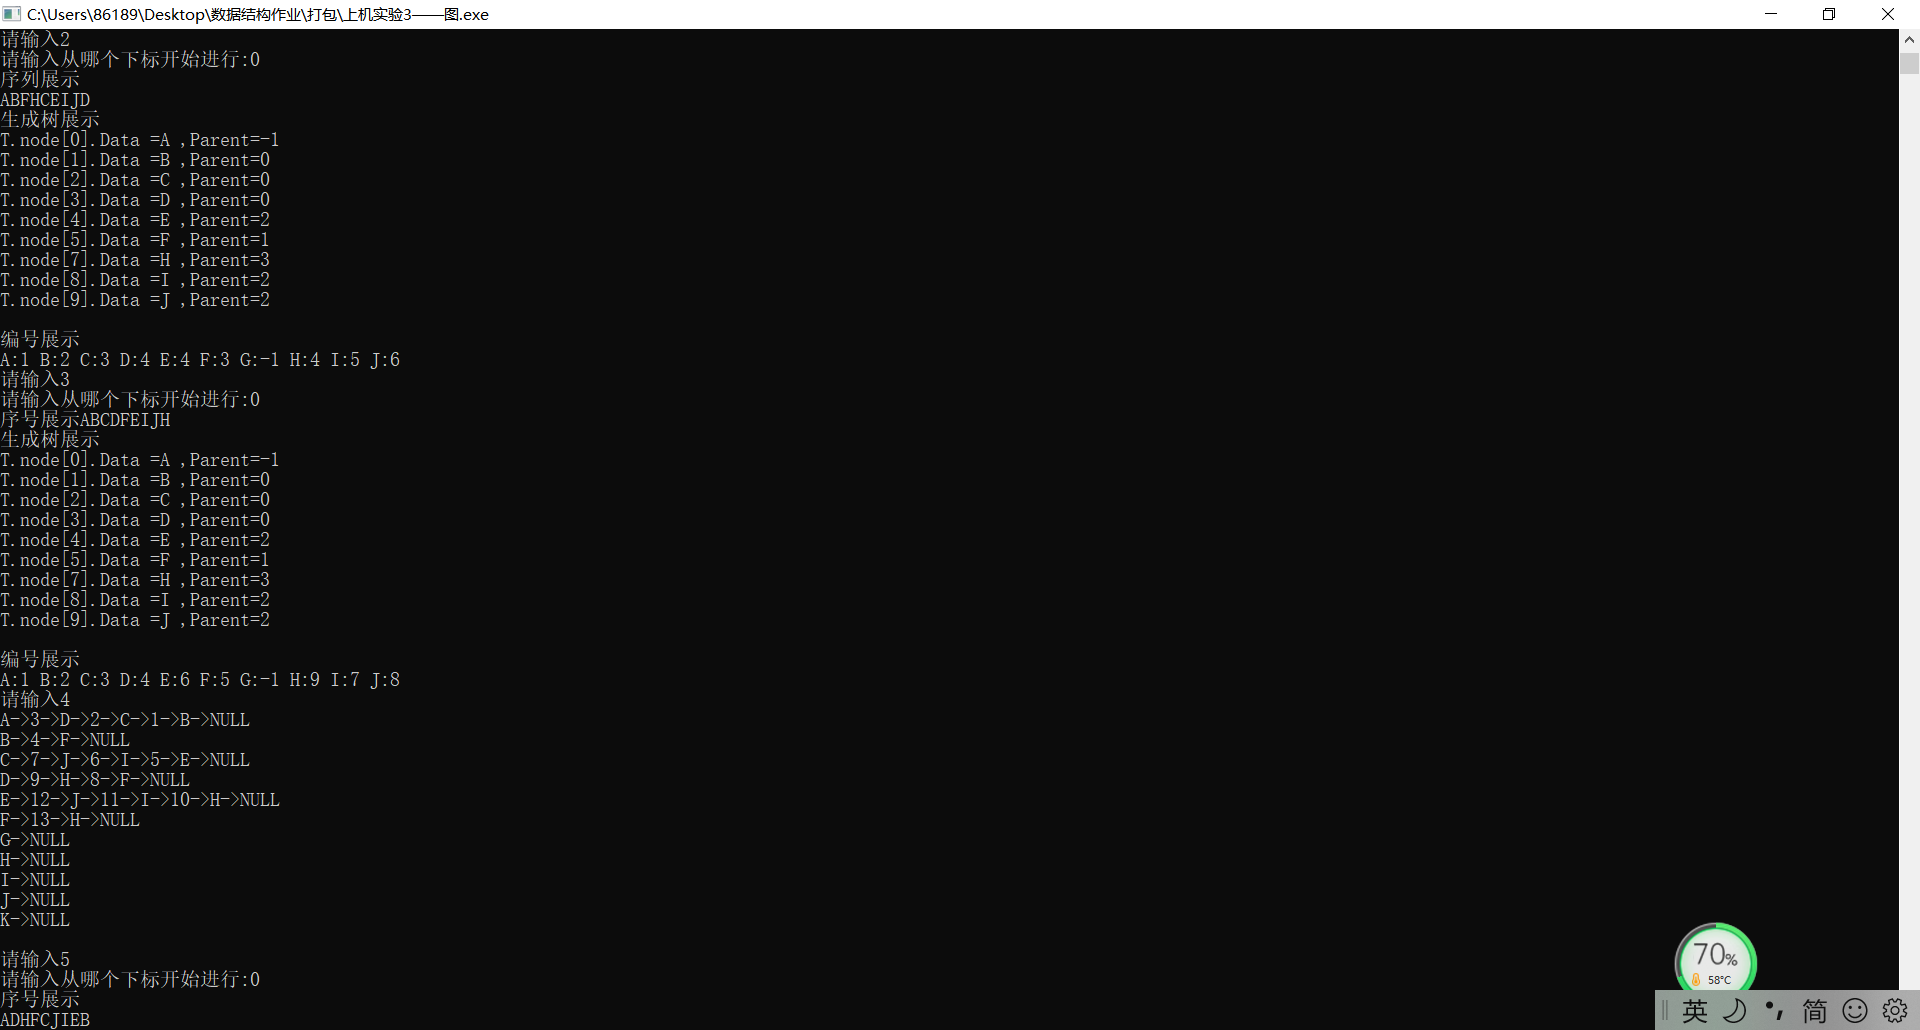 C:\Users\86189\Desktop\数据结构作业\打包\上机实验3——图.exe
请输入2
请输入从哪个下标开始进行:0
序列展示
ABFHCEIJD
生成树展示
T.node[0].Data =A ,Parent=-1
T.node[1].Data =B ,Parent=0
T.node[2].Data =C ,Parent=0
T.node[3].Data =D ,Parent=0
T.node[4].Data =E ,Parent=2
T.node[5].Data =F ,Parent=1
T.node[7].Data =H ,Parent=3
T.node[8].Data =I ,Parent=2
T.node[9].Data =J ,Parent=2
编号展示
A:1 B:2 C:3 D:4 E:4 F:3 G:-1 H:4 I:5 J:6
请输入3
请输入从哪个下标开始进行:0
序号展示ABCDFEIJH
生成树展示
T.node[0].Data =A ,Parent=-1
T.node[1].Data =B ,Parent=0
T.node[2].Data =C ,Parent=0
T.node[3].Data =D ,Parent=0
T.node[4].Data =E ,Parent=2
T.node[5].Data =F ,Parent=1
T.node[7].Data =H ,Parent=3
T.node[8].Data =I ,Parent=2
T.node[9].Data =J ,Parent=2
编号展示
A:1 B:2 C:3 D:4 E:6 F:5 G:-1 H:9 I:7 J:8
请输入4
A->3->D->2->C->1->B->NULL
B->4->F->NULL
C->7->J->6->I->5->E->NULL
D->9->H->8->F->NULL
E->12->J->11->I->10->H->NULL
F->13->H->NULL
G->NULL
H->NULL
I->NULL
J->NULL
K->NULL
请输入5
请输入从哪个下标开始进行:0
序号展示
ADHFCJIEB
70%
58°C
英 简